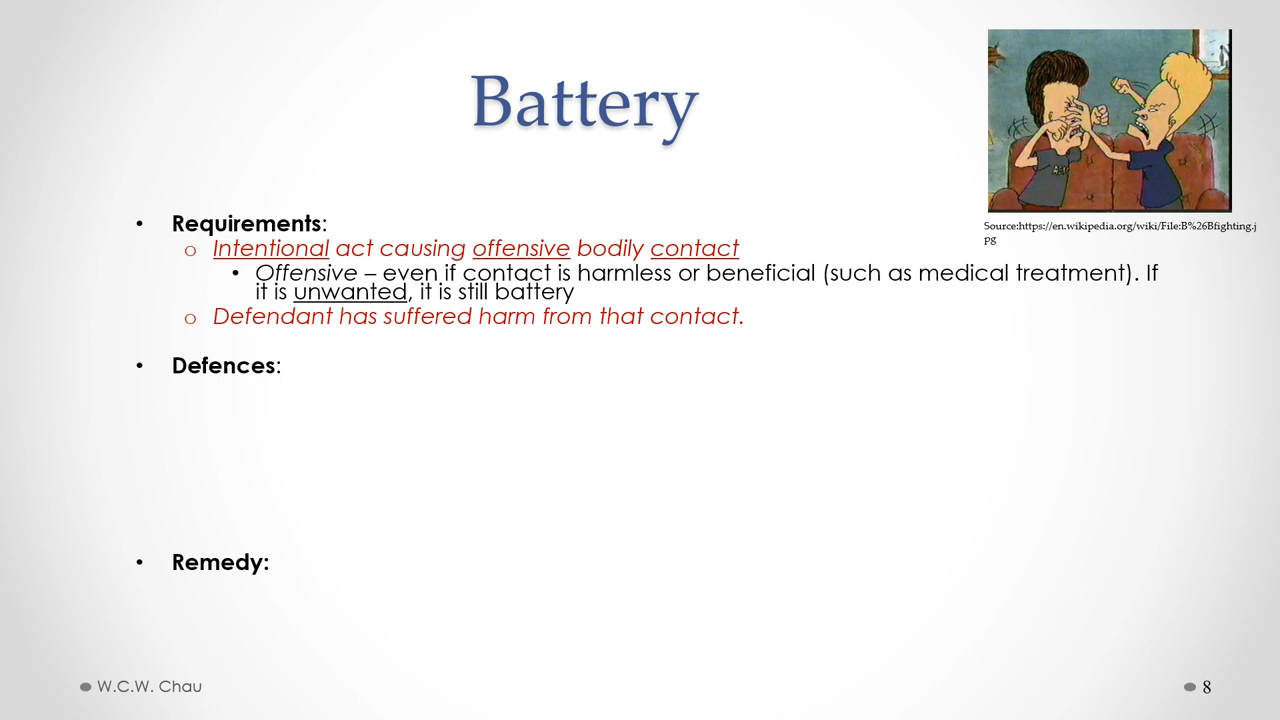 Battery
Source:https://en.wikipedia.org/wiki/File:B%26Bfighting.j
pg
• Requirements:
o Intentional act causing offensive bodily contact
• Offensive – even if contact is harmless or beneficial (such as medical treatment). If
it is unwanted, it is still battery
o Defendant has suffered harm from that contact.
• Defences:
• Remedy:
W.C.W. Chau
8